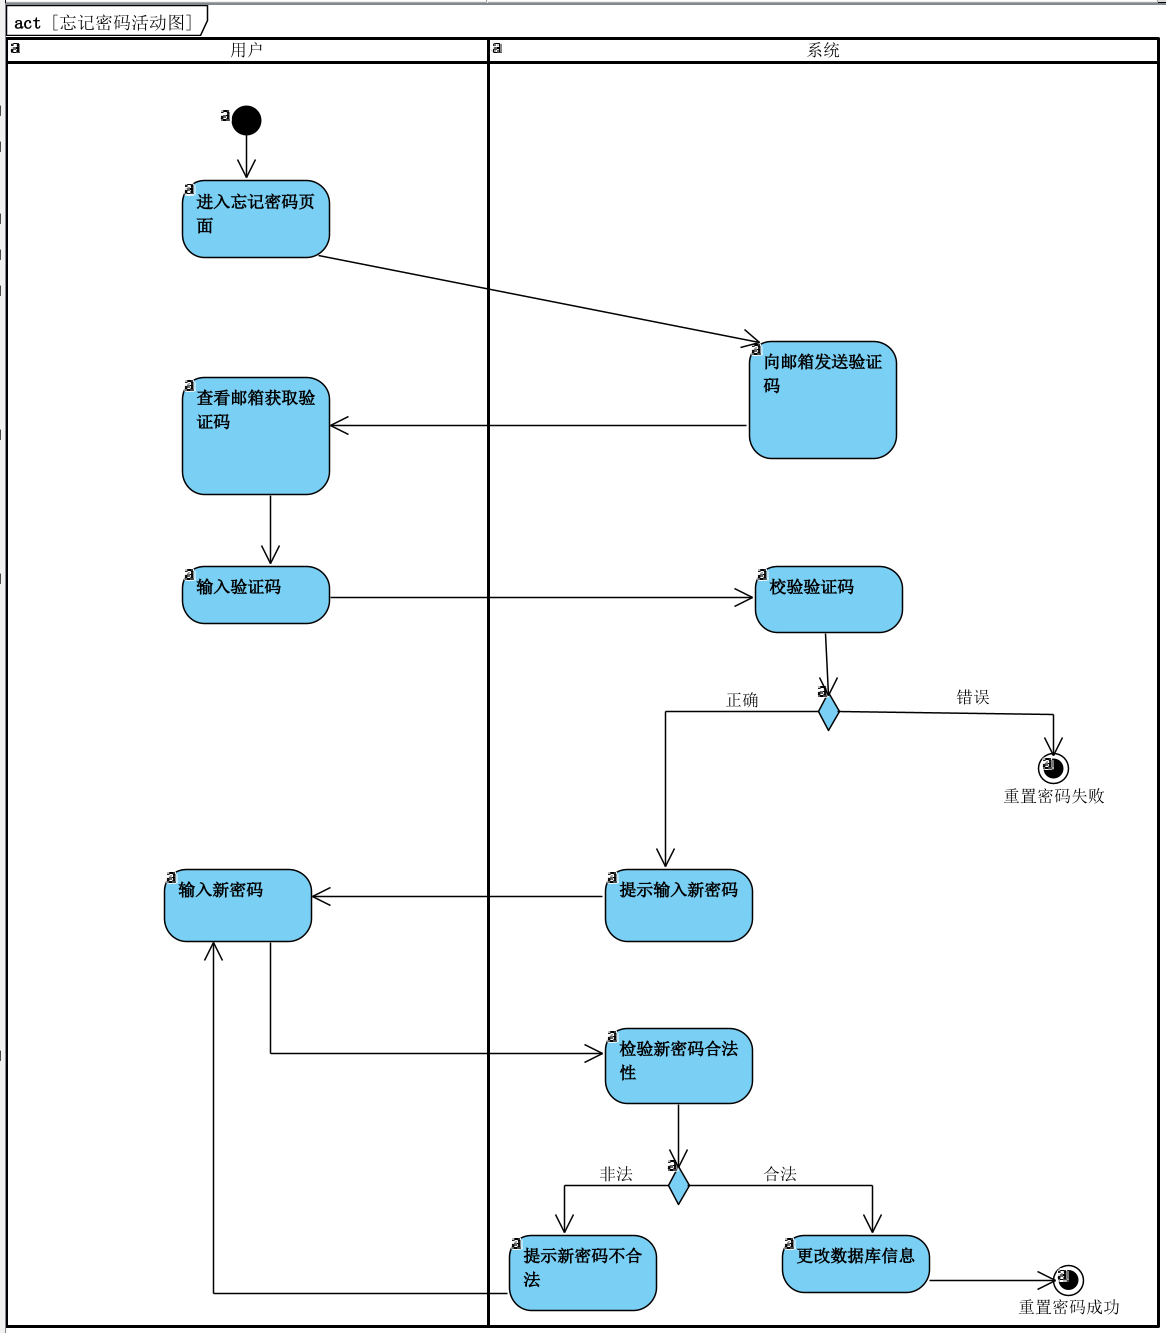 act [忘记密码活动图]
a
用户
a
系统
a
a
进入忘记密码页
面
a
向邮箱发送验证
码
a
查看邮箱获取验
证码
a
输入验证码
a
校验验证码
a
正确
错误
a
重置密码失败
a
输入新密码
a
提示输入新密码
a
检验新密码合法
性
a
非法
合法
a
提示新密码不合
法
a
更改数据库信息
a
重置密码成功